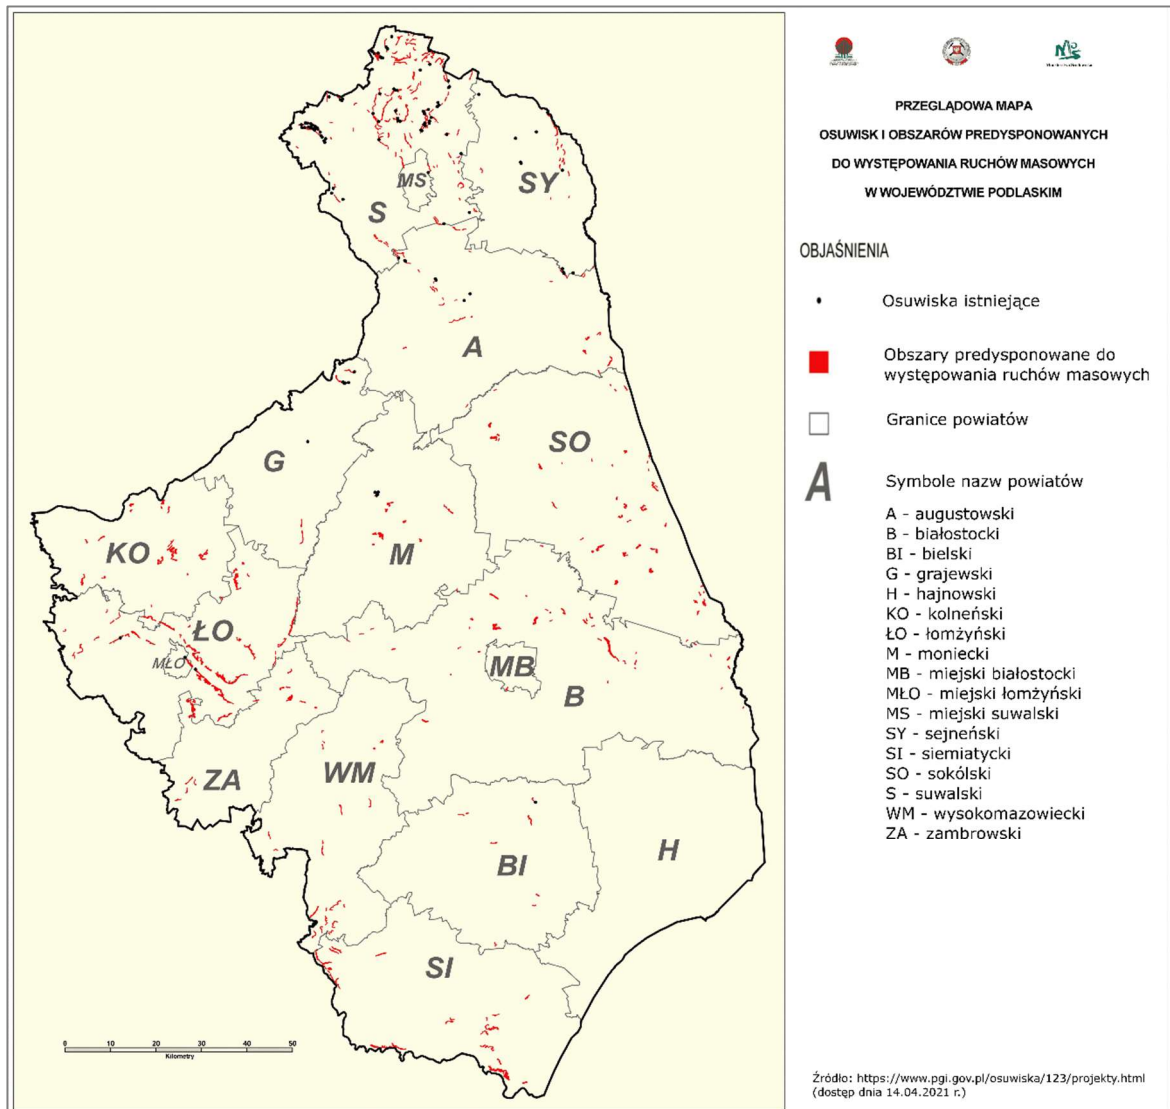 PRZEGLĄDOWA MAPA
OSUWISK I OBSZARÓW PREDYSPONOWANYCH
DO WYSTĘPOWANIA RUCHÓW MASOWYCH
W WOJEWÓDZTWIE PODLASKIM
OBJAŚNIENIA
Osuwiska istniejące
Obszary predysponowane do
występowania ruchów masowych
Granice powiatów
A
Symbole nazw powiatów
A - augustowski
B - białostocki
BI - bielski
G - grajewski
H - hajnowski
KO - kolneński
ŁO - łomżyński
M - moniecki
MB - miejski białostocki
MŁO - miejski łomżyński
MS - miejski suwalski
SY - sejneński
SI - siemiatycki
SO - sokólski
S - suwalski
WM - wysokomazowiecki
ZA - zambrowski
Źródło: https://www.pgi.gov.pl/osuwiska/123/projekty.html
(dostęp dnia 14.04.2021 r.)
MS
SY
S
A
SO
G
KO
M
ŁO
MŁO
MB
B
ZA
WM
BI
H
SI
0 10 20 30 40 50
Kilometry